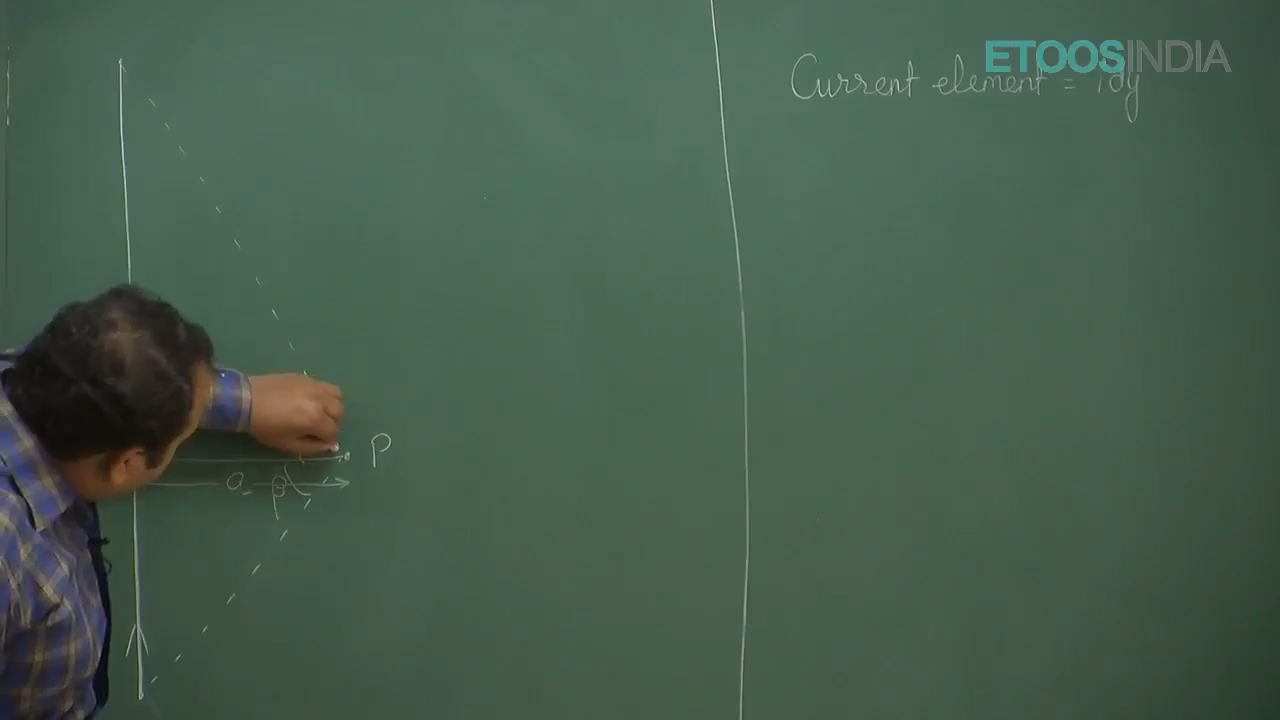 ETOOSINDIA
Current element = idy
P
a
β